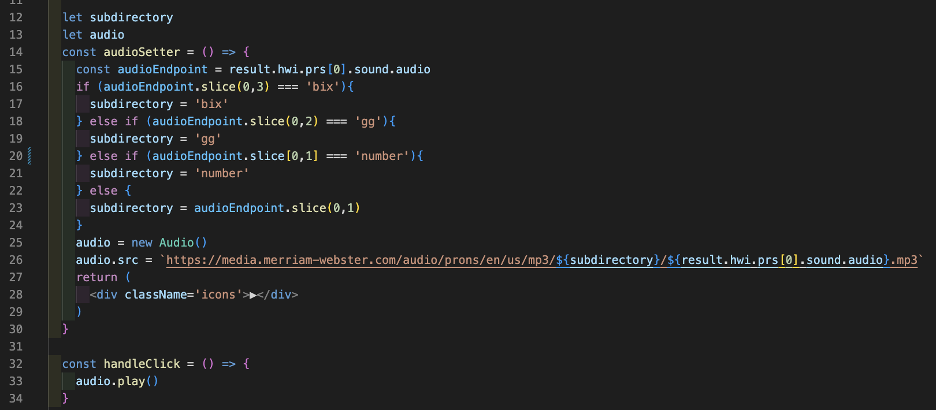 11
12 let subdirectory
13 let audio
14 const audioSetter = () => {
15 const audioEndpoint = result.hwi.prs[0].sound.audio
16 if (audioEndpoint.slice(0,3) === 'bix'){
17 subdirectory = 'bix'
18 } else if (audioEndpoint.slice(0,2) === 'gg'){
19 subdirectory = 'gg'
20 } else if (audioEndpoint.slice[0,1] === 'number'){
21 subdirectory = 'number'
22 } else {
23 subdirectory = audioEndpoint.slice(0,1)
24 }
25 audio = new Audio()
26 audio.src = `https://media.merriam-webster.com/audio/prons/en/us/mp3/${subdirectory}/${result.hwi.prs[0].sound.audio}.mp3`
27 return (
28 <div className='icons'>▶</div>
29 )
30 }
31
32 const handleClick = () => {
33 audio.play()
34 }